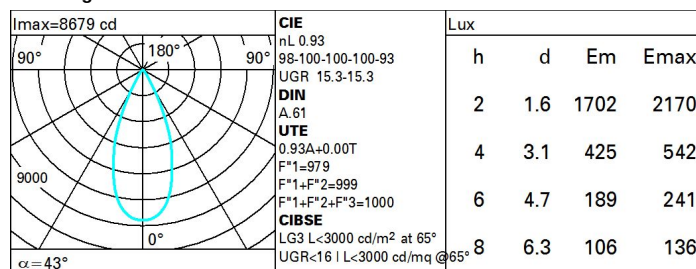 Imax=8679 cd
90° 180° 90°
9000
0°
α=43°
CIE
nL 0.93
98-100-100-100-93
UGR 15.3-15.3
DIN
A.61
UTE
0.93A+0.00T
F"1=979
F"1+F"2=999
F"1+F"2+F"3=1000
CIBSE
LG3 L<3000 cd/m² at 65°
UGR<16 | L<3000 cd/mq @65°
Lux
h d Em Emax
2 1.6 1702 2170
4 3.1 425 542
6 4.7 189 241
8 6.3 106 136